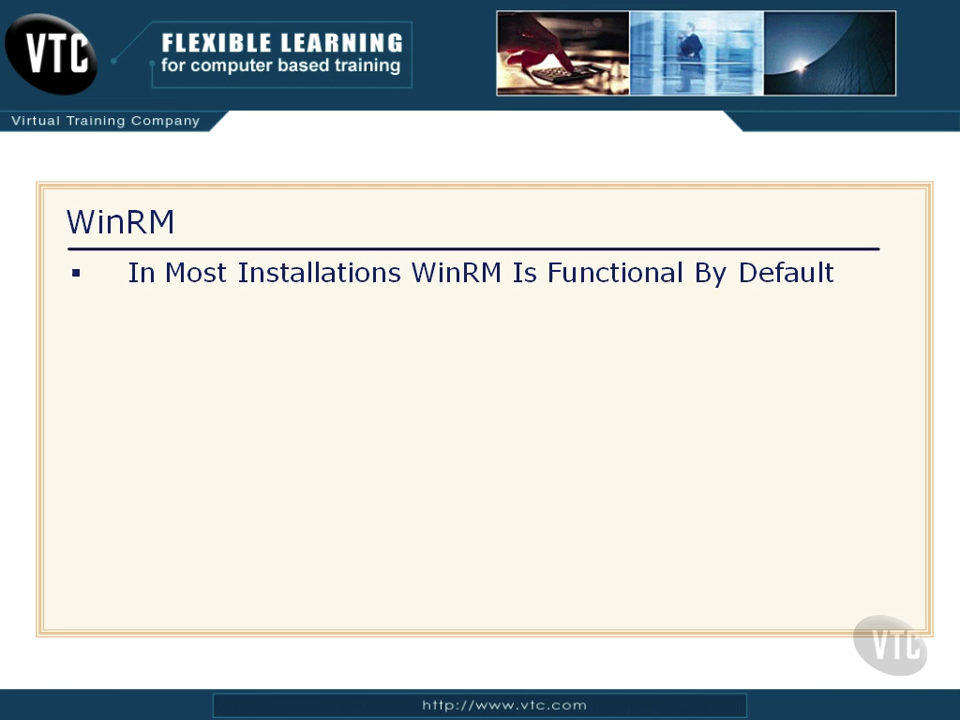 VTC
FLEXIBLE LEARNING
for computer based training
Virtual Training Company
WinRM
▪ In Most Installations WinRM Is Functional By Default
VTC
http://www.vtc.com